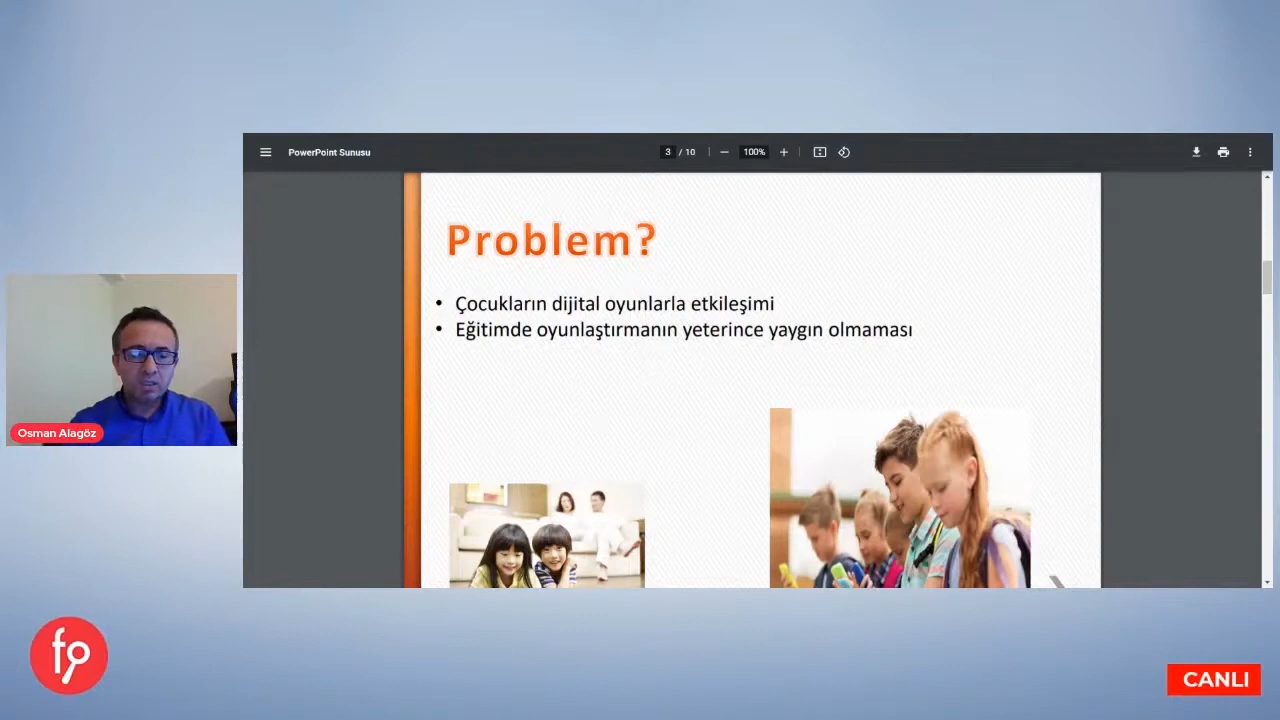 PowerPoint Sunusu
3 / 10
100%
Problem?
• Çocukların dijital oyunlarla etkileşimi
• Eğitimde oyunlaştırmanın yeterince yaygın olmaması
Osman Alagöz
fp
CANLI